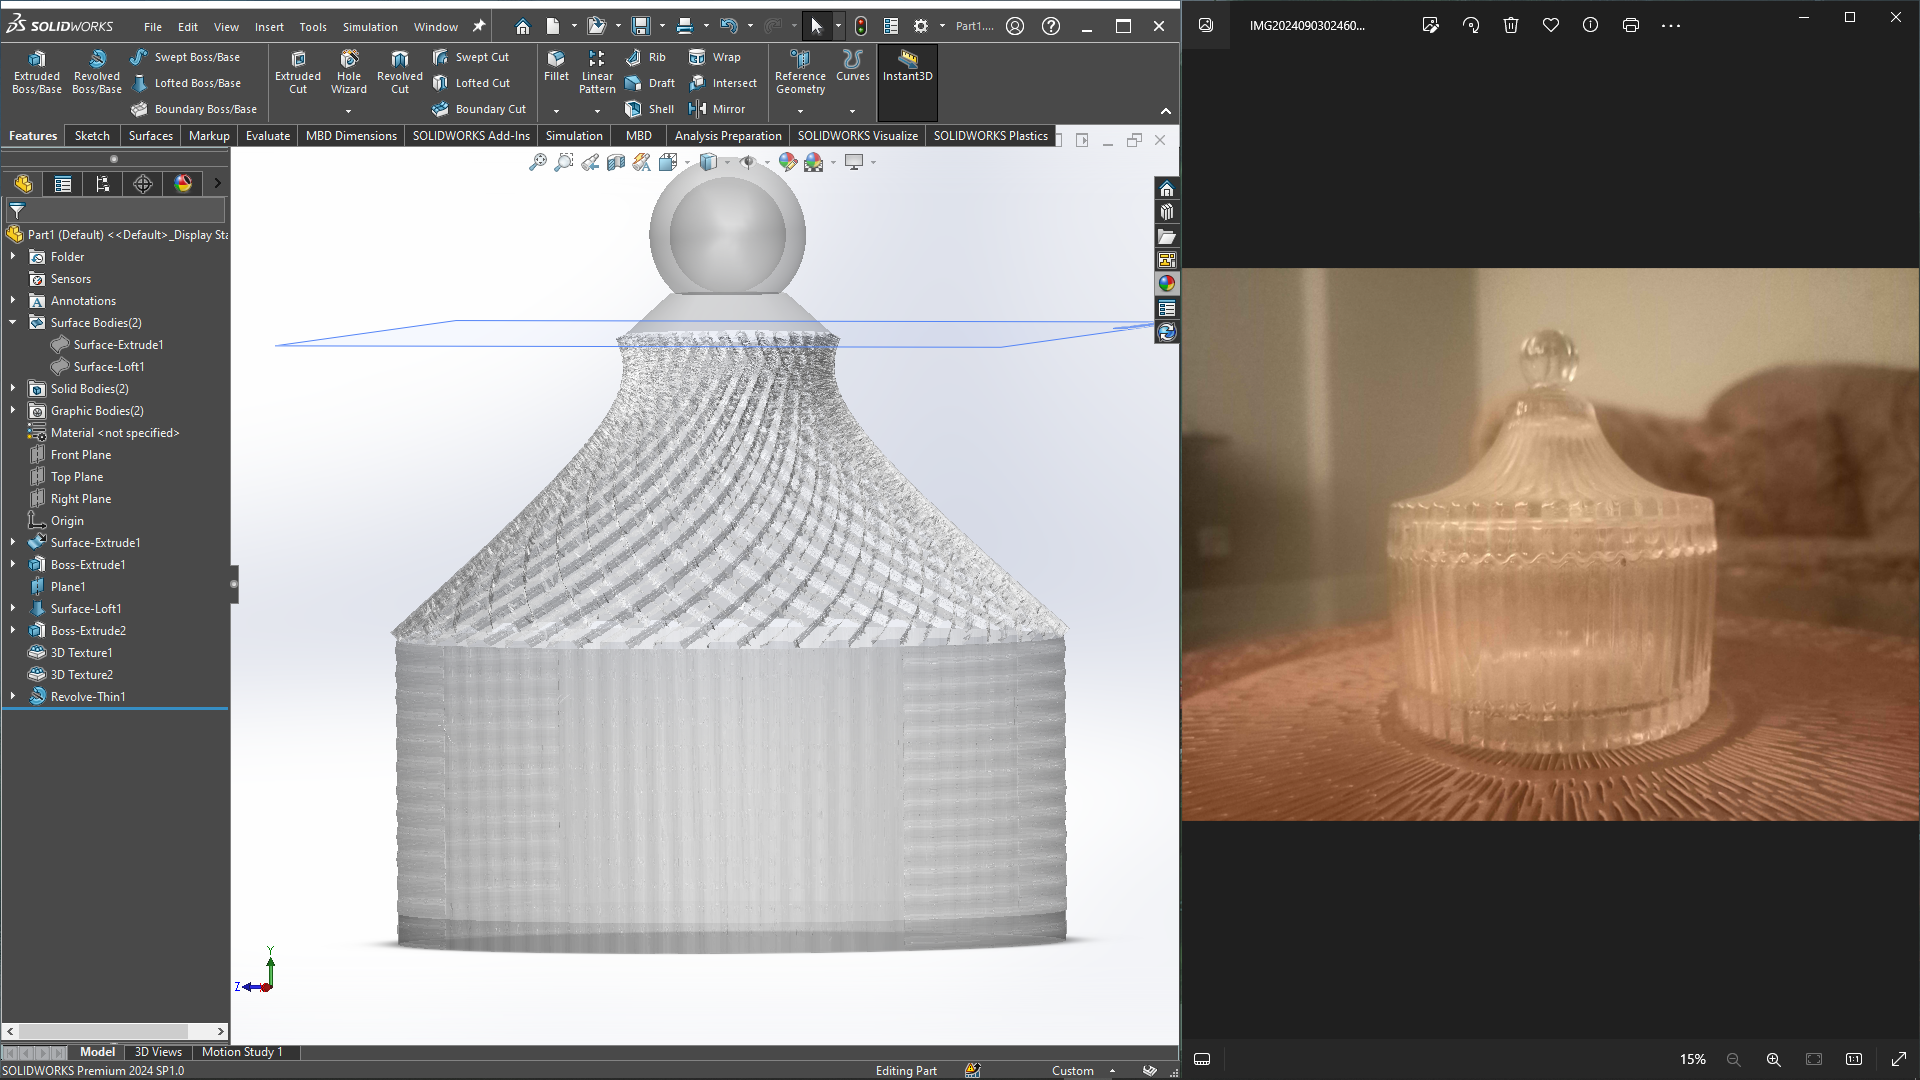 SOLIDWORKS File Edit View Insert Tools Simulation Window Part1....
IMG2024090302460...
Extruded Boss/Base
Revolved Boss/Base
Swept Boss/Base
Lofted Boss/Base
Boundary Boss/Base
Extruded Cut
Hole Wizard
Revolved Cut
Swept Cut
Lofted Cut
Boundary Cut
Fillet
Linear Pattern
Rib
Draft
Shell
Wrap
Intersect
Mirror
Reference Geometry
Curves
Instant3D
Features Sketch Surfaces Markup Evaluate MBD Dimensions SOLIDWORKS Add-Ins Simulation MBD Analysis Preparation SOLIDWORKS Visualize SOLIDWORKS Plastics
Part1 (Default) <<Default>_Display Sta
Folder
Sensors
Annotations
Surface Bodies(2)
Surface-Extrude1
Surface-Loft1
Solid Bodies(2)
Graphic Bodies(2)
Material <not specified>
Front Plane
Top Plane
Right Plane
Origin
Surface-Extrude1
Boss-Extrude1
Plane1
Surface-Loft1
Boss-Extrude2
3D Texture1
3D Texture2
Revolve-Thin1
Y
Z
Model 3D Views Motion Study 1
SOLIDWORKS Premium 2024 SP1.0
Editing Part
Custom
15%
1:1